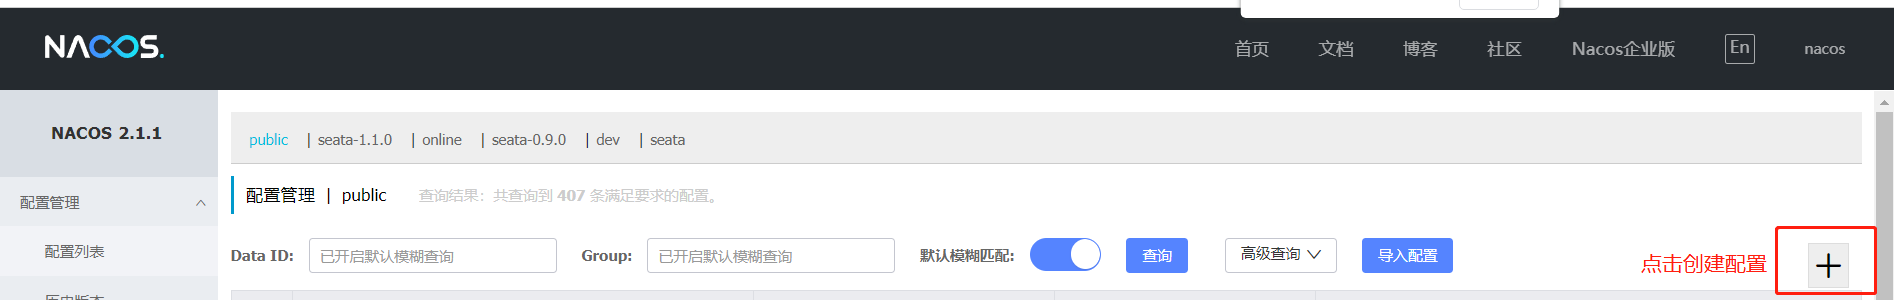 NACOS.
首页 文档 博客 社区 Nacos企业版 En nacos
NACOS 2.1.1
public | seata-1.1.0 | online | seata-0.9.0 | dev | seata
配置管理
配置管理 | public 查询结果：共查询到 407 条满足要求的配置。
配置列表
Data ID: 已开启默认模糊查询 Group: 已开启默认模糊查询 默认模糊匹配: 查询 高级查询 导入配置
点击创建配置
历史版本